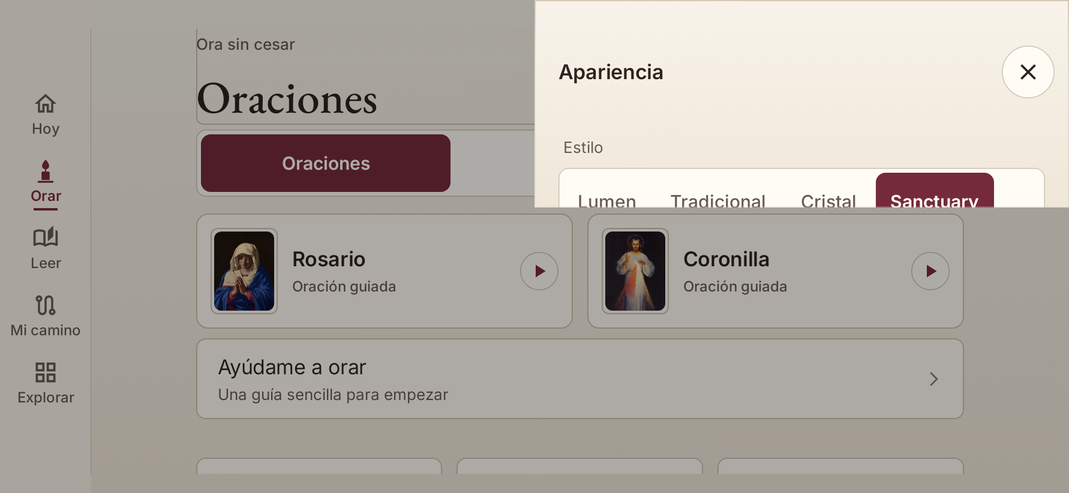 Ora sin cesar
Oraciones
Oraciones
Apariencia
Estilo
Lumen Tradicional Cristal Sanctuary
Hoy
Orar
Leer
Mi camino
Explorar
Rosario
Oración guiada
Coronilla
Oración guiada
Ayúdame a orar
Una guía sencilla para empezar